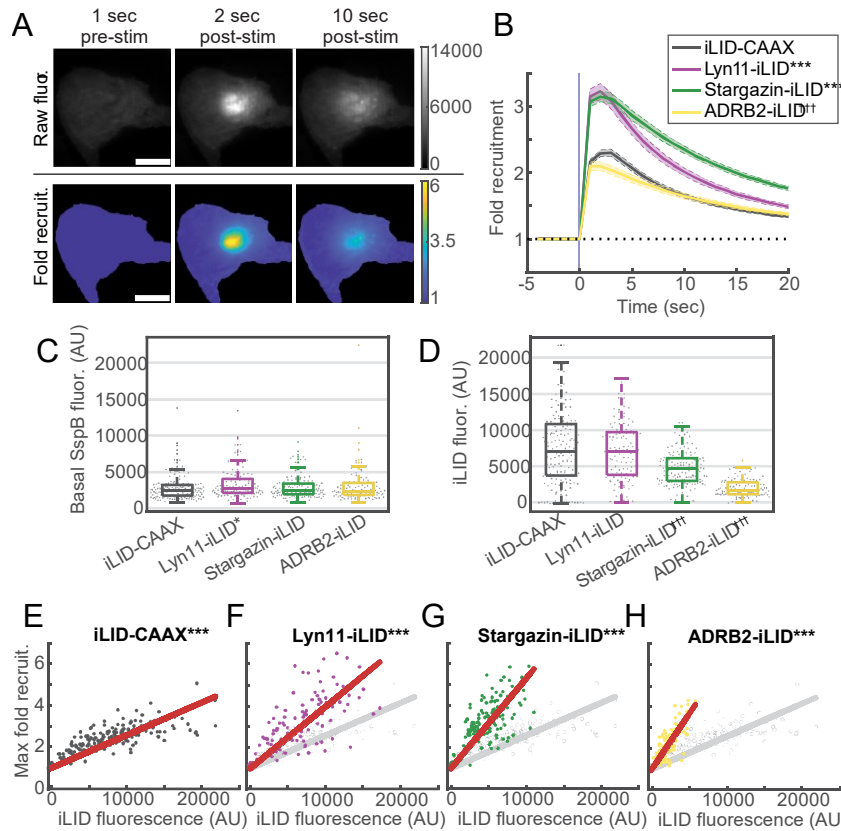 A
1 sec
pre-stim
2 sec
post-stim
10 sec
post-stim
Raw fluo.
14000
6000
Fold recruit.
6
3.5
1
B
iLID-CAAX
Lyn11-iLID***
Stargazin-iLID***
ADRB2-iLID†††
Fold recruitment
3
2
1
-5 0 5 10 15 20
Time (sec)
C
Basal SspB fluor. (AU)
20000
15000
10000
5000
0
iLID-CAAX
Lyn11-iLID*
Stargazin-iLID
ADRB2-iLID
D
iLID fluor. (AU)
20000
15000
10000
5000
0
iLID-CAAX
Lyn11-iLID
Stargazin-iLID†††
ADRB2-iLID†††
E
iLID-CAAX***
Max fold recruit.
6
4
2
0 10000 20000
iLID fluorescence (AU)
F
Lyn11-iLID***
0 10000 20000
iLID fluorescence (AU)
G
Stargazin-iLID***
0 10000 20000
iLID fluorescence (AU)
H
ADRB2-iLID***
0 10000 20000
iLID fluorescence (AU)